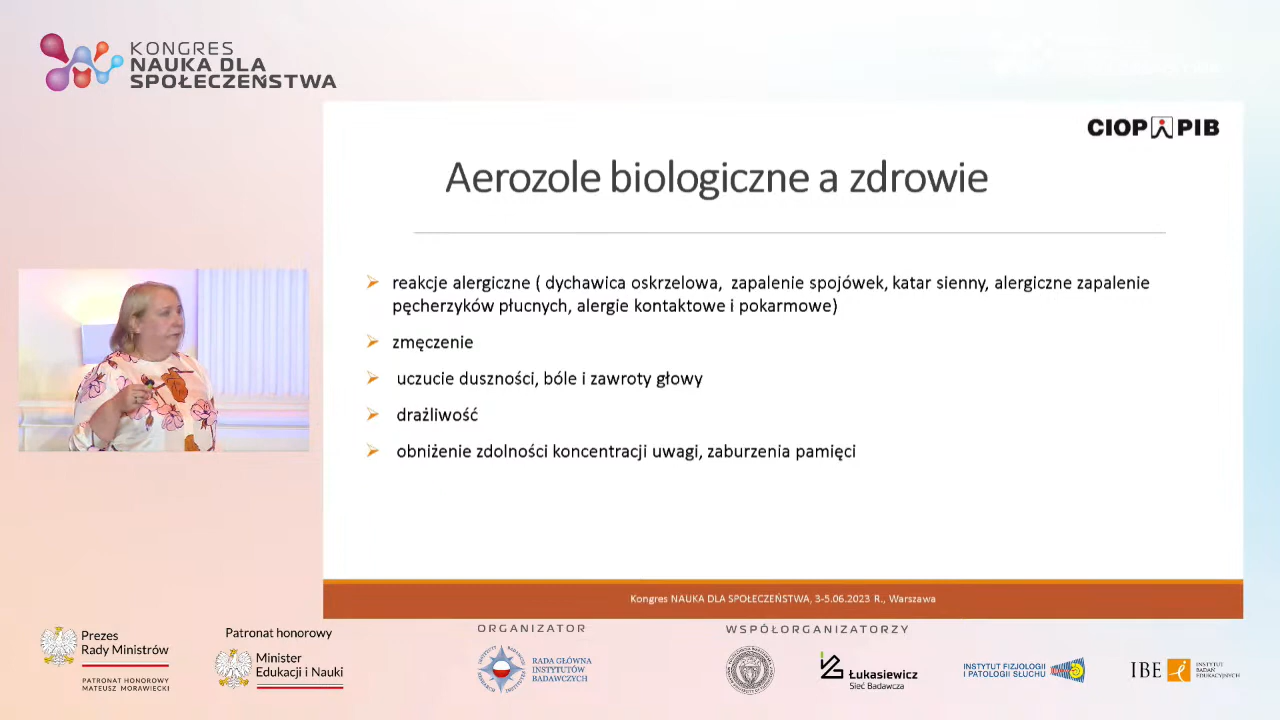 KONGRES
NAUKA DLA
SPOŁECZEŃSTWA
CIOP PIB
Aerozole biologiczne a zdrowie
➢ reakcje alergiczne ( dychawica oskrzelowa, zapalenie spojówek, katar sienny, alergiczne zapalenie
pęcherzyków płucnych, alergie kontaktowe i pokarmowe)
➢ zmęczenie
➢ uczucie duszności, bóle i zawroty głowy
➢ drażliwość
➢ obniżenie zdolności koncentracji uwagi, zaburzenia pamięci
Kongres NAUKA DLA SPOŁECZEŃSTWA, 3-5.06.2023 R., Warszawa
Prezes
Rady Ministrów
PATRONAT HONOROWY
MATEUSZ MORAWIECKI
Patronat honorowy
Minister
Edukacji i Nauki
ORGANIZATOR
RADA GŁÓWNA
INSTYTUTÓW
BADAWCZYCH
WSPÓŁORGANIZATORZY
Łukasiewicz
Sieć Badawcza
INSTYTUT FIZJOLOGII
I PATOLOGII SŁUCHU
IBE
INSTYTUT
BADAŃ
EDUKACYJNYCH